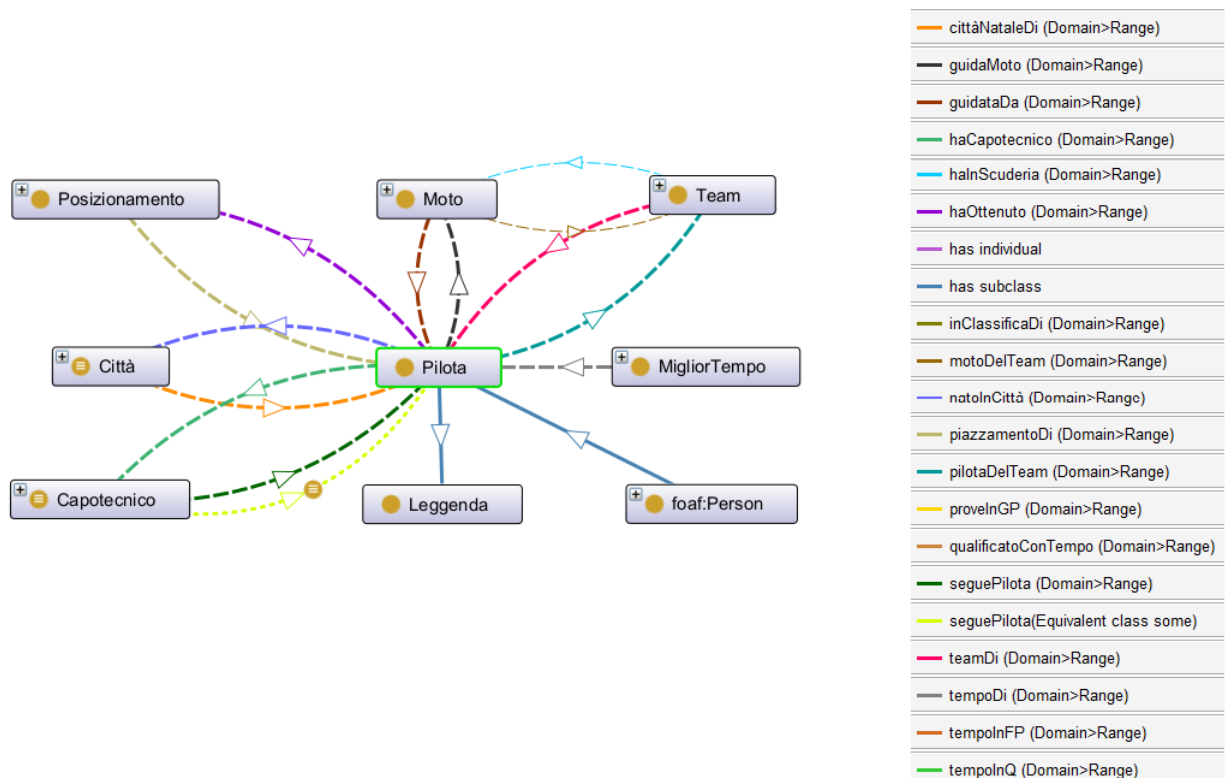 Posizionamento
Moto
Team
Città
Pilota
MigliorTempo
Capotecnico
Leggenda
foaf:Person
cittàNataleDi (Domain>Range)
guidaMoto (Domain>Range)
guidataDa (Domain>Range)
haCapotecnico (Domain>Range)
haInScuderia (Domain>Range)
haOttenuto (Domain>Range)
has individual
has subclass
inClassificaDi (Domain>Range)
motoDelTeam (Domain>Range)
natoInCittà (Domain>Range)
piazzamentoDi (Domain>Range)
pilotaDelTeam (Domain>Range)
proveInGP (Domain>Range)
qualificatoConTempo (Domain>Range)
seguePilota (Domain>Range)
seguePilota(Equivalent class some)
teamDi (Domain>Range)
tempoDi (Domain>Range)
tempoInFP (Domain>Range)
tempoInQ (Domain>Range)